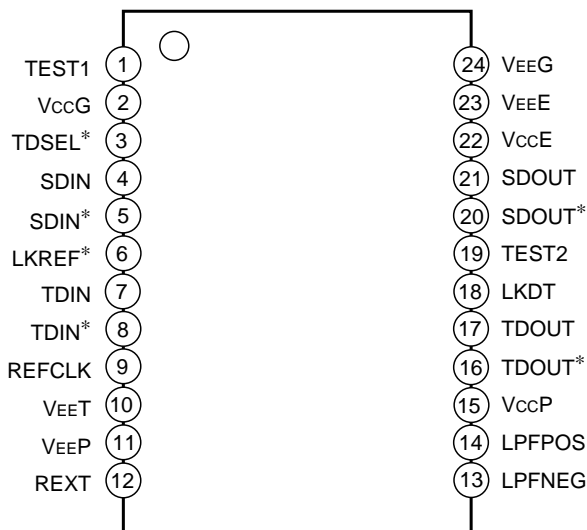 TEST1 1
VCCG 2
TDSEL* 3
SDIN 4
SDIN* 5
LKREF* 6
TDIN 7
TDIN* 8
REFCLK 9
VEET 10
VEEP 11
REXT 12
24 VEEG
23 VEEE
22 VCCE
21 SDOUT
20 SDOUT*
19 TEST2
18 LKDT
17 TDOUT
16 TDOUT*
15 VCCP
14 LPFPOS
13 LPFNEG